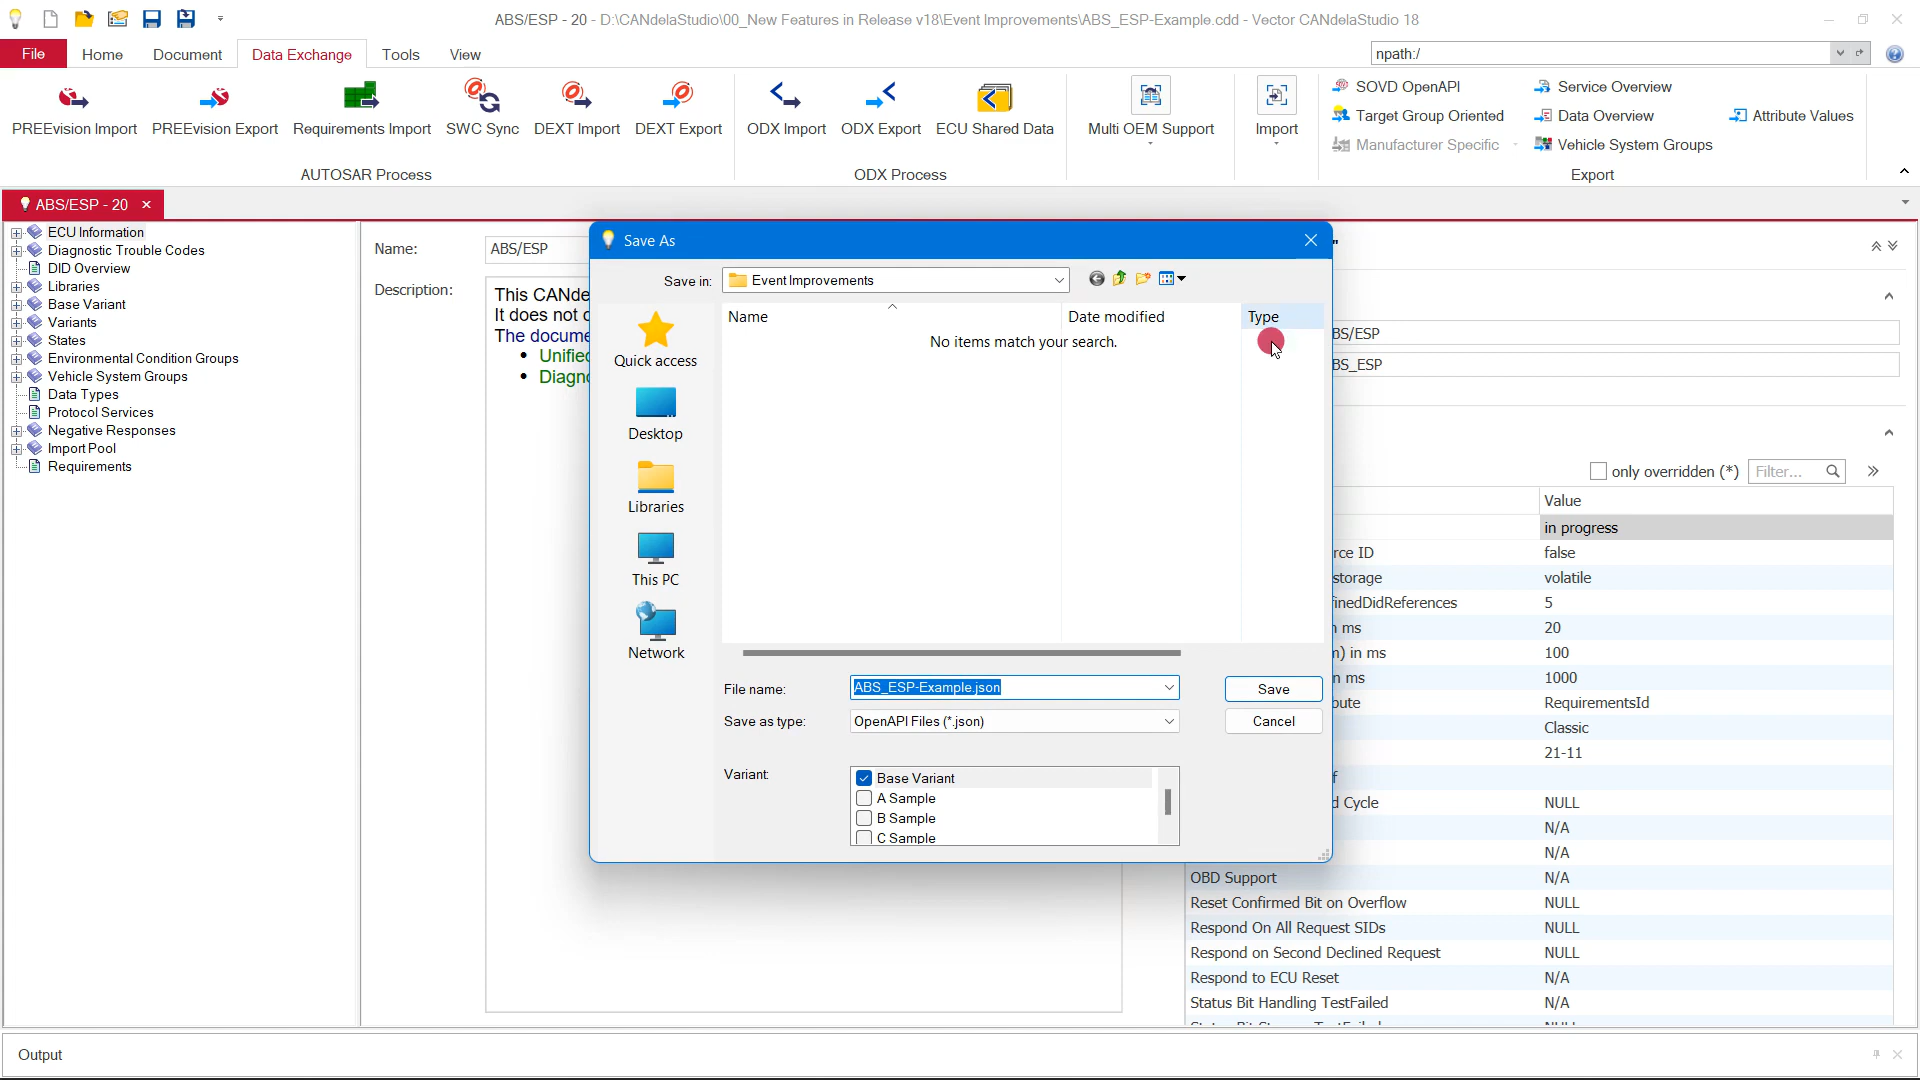 ABS/ESP - 20 - D:\CANdelaStudio\00_New Features in Release v18\Event Improvements\ABS_ESP-Example.cdd - Vector CANdelaStudio 18
File Home Document Data Exchange Tools View
npath:/
PREEvision Import PREEvision Export Requirements Import SWC Sync DEXT Import DEXT Export
AUTOSAR Process
ODX Import ODX Export ECU Shared Data
ODX Process
Multi OEM Support
Import
SOVD OpenAPI Service Overview
Target Group Oriented Data Overview Attribute Values
Manufacturer Specific Vehicle System Groups
Export
ABS/ESP - 20
ECU Information
Diagnostic Trouble Codes
DID Overview
Libraries
Base Variant
Variants
States
Environmental Condition Groups
Vehicle System Groups
Data Types
Protocol Services
Negative Responses
Import Pool
Requirements
Name: ABS/ESP
Description:
This CANde
It does not
The docume
• Unifie
• Diagn
Save As
Save in: Event Improvements
Name Date modified Type
No items match your search.
Quick access
Desktop
Libraries
This PC
Network
File name: ABS_ESP-Example.json Save
Save as type: OpenAPI Files (*.json) Cancel
Variant
Base Variant
A Sample
B Sample
C Sample
"
BS/ESP
BS_ESP
only overridden (*) Filter...
Value
in progress
rce ID false
storage volatile
inedDidReferences 5
n ms 20
n) in ms 100
n ms 1000
bute RequirementsId
Classic
21-11
f
d Cycle NULL
N/A
N/A
OBD Support N/A
Reset Confirmed Bit on Overflow NULL
Respond On All Request SIDs NULL
Respond on Second Declined Request NULL
Respond to ECU Reset N/A
Status Bit Handling TestFailed N/A
Output